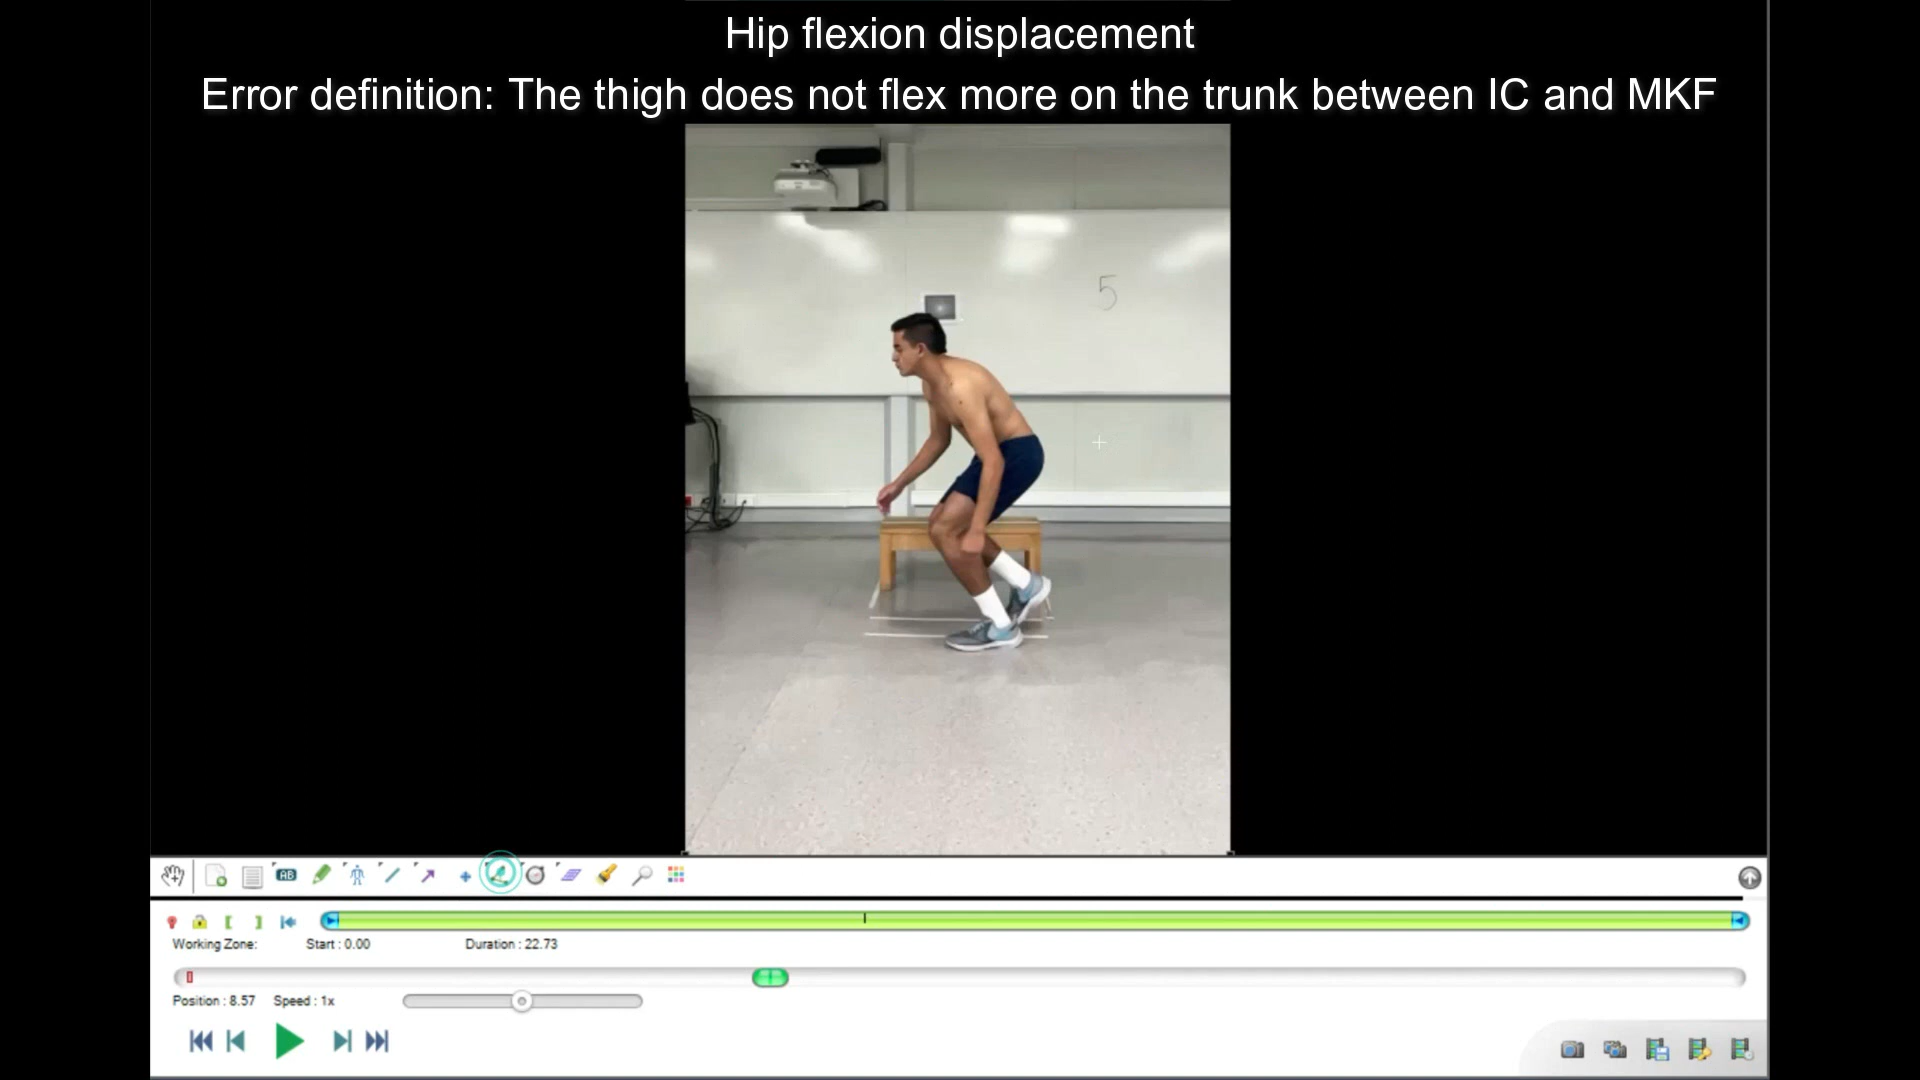 Hip flexion displacement
Error definition: The thigh does not flex more on the trunk between IC and MKF
5
AB
Working Zone: Start : 0.00 Duration : 22.73
Position : 8.57 Speed : 1x